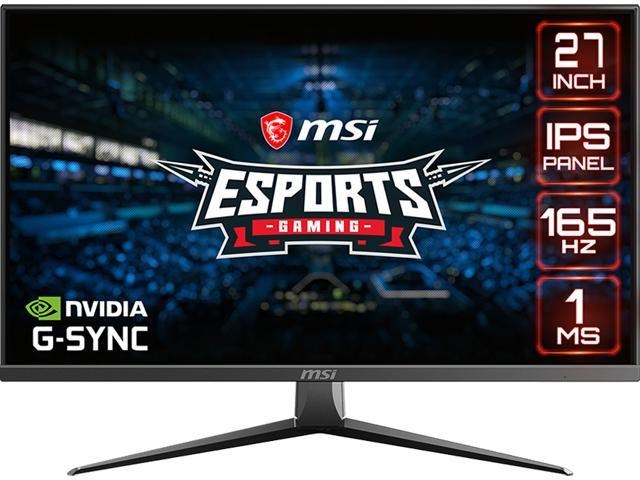 msi
ESPORTS
- GAMING -
27
INCH
IPS
PANEL
165
HZ
1
MS
NVIDIA
G-SYNC
msi